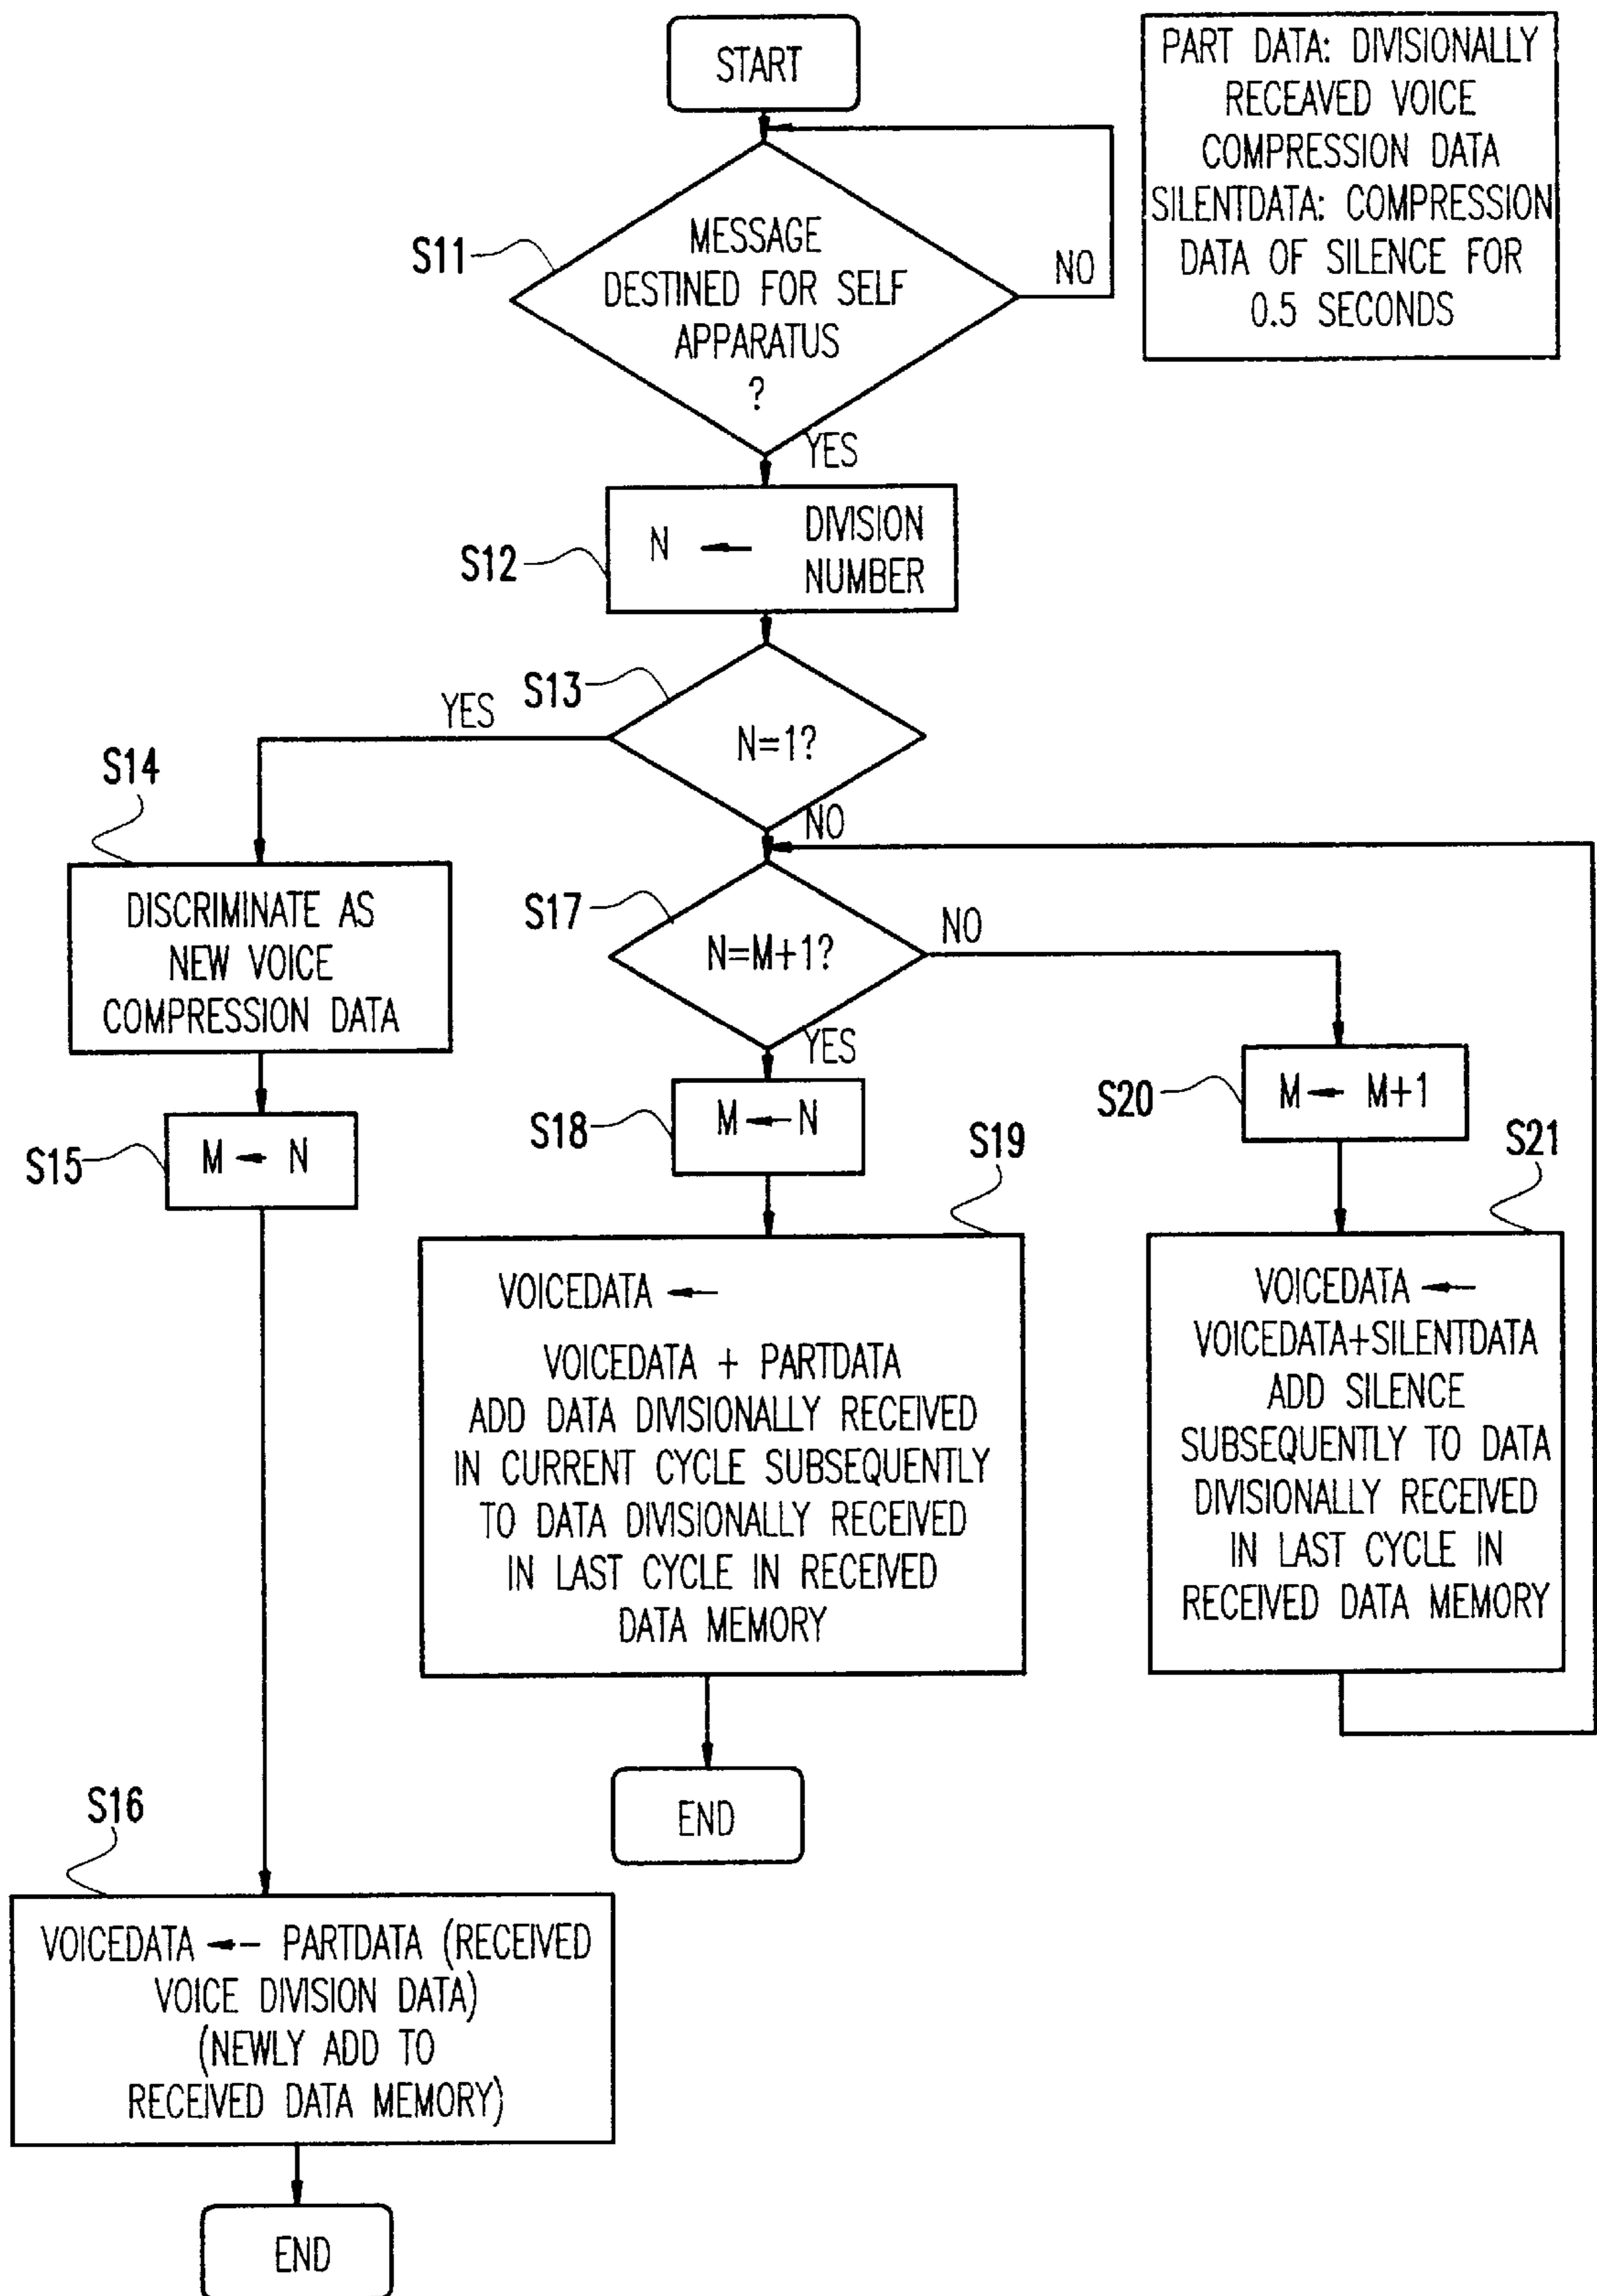 START
PART DATA: DIVISIONALLY
RECEAVED VOICE
COMPRESSION DATA
SILENTDATA: COMPRESSION
DATA OF SILENCE FOR
0.5 SECONDS
S11
MESSAGE
DESTINED FOR SELF
APPARATUS
?
NO
YES
S12
N ← DIVISION
NUMBER
S13
N=1?
YES
NO
S14
DISCRIMINATE AS
NEW VOICE
COMPRESSION DATA
S15
M ← N
S17
N=M+1?
NO
YES
S18
M ← N
S20
M ← M+1
S19
VOICEDATA ←
VOICEDATA + PARTDATA
ADD DATA DIVISIONALLY RECEIVED
IN CURRENT CYCLE SUBSEQUENTLY
TO DATA DIVISIONALLY RECEIVED
IN LAST CYCLE IN RECEIVED
DATA MEMORY
END
S21
VOICEDATA ←
VOICEDATA+SILENTDATA
ADD SILENCE
SUBSEQUENTLY TO DATA
DIVISIONALLY RECEIVED
IN LAST CYCLE IN
RECEIVED DATA MEMORY
S16
VOICEDATA ← PARTDATA (RECEIVED
VOICE DIVISION DATA)
(NEWLY ADD TO
RECEIVED DATA MEMORY)
END